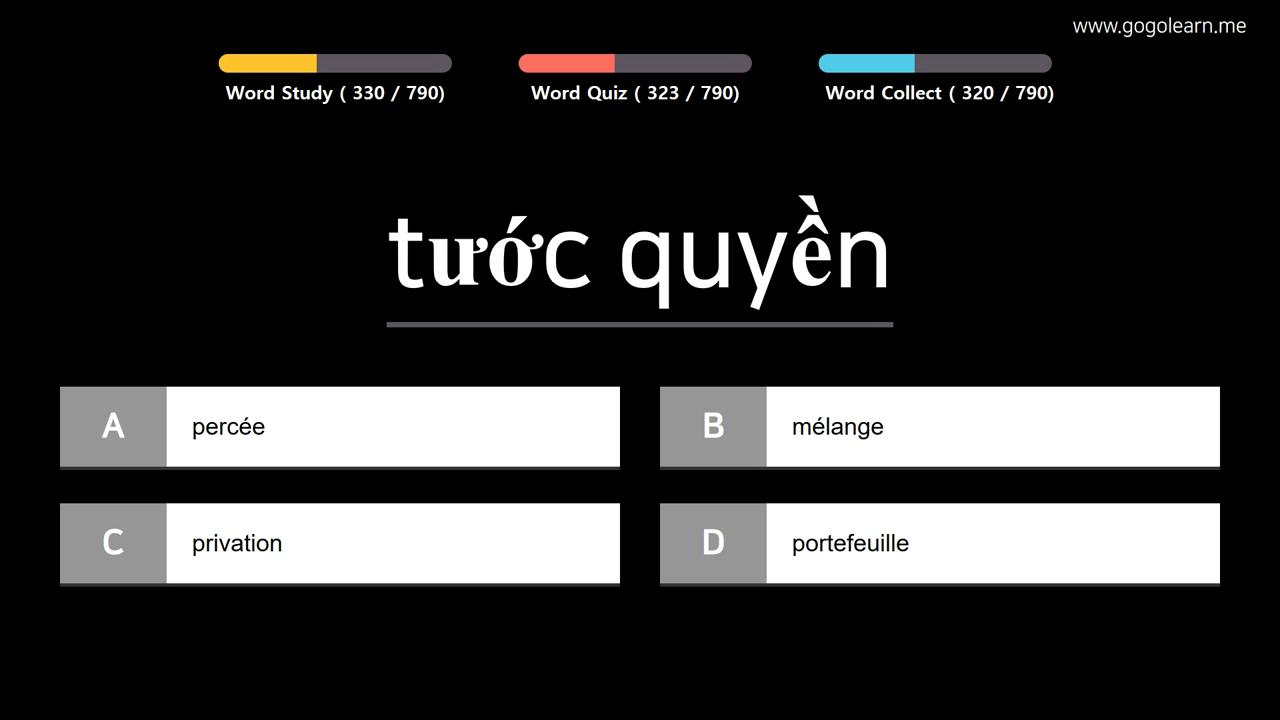 www.gogolearn.me
Word Study ( 330 / 790)
Word Quiz ( 323 / 790)
Word Collect ( 320 / 790)
tước quyền
A percée
B mélange
C privation
D portefeuille